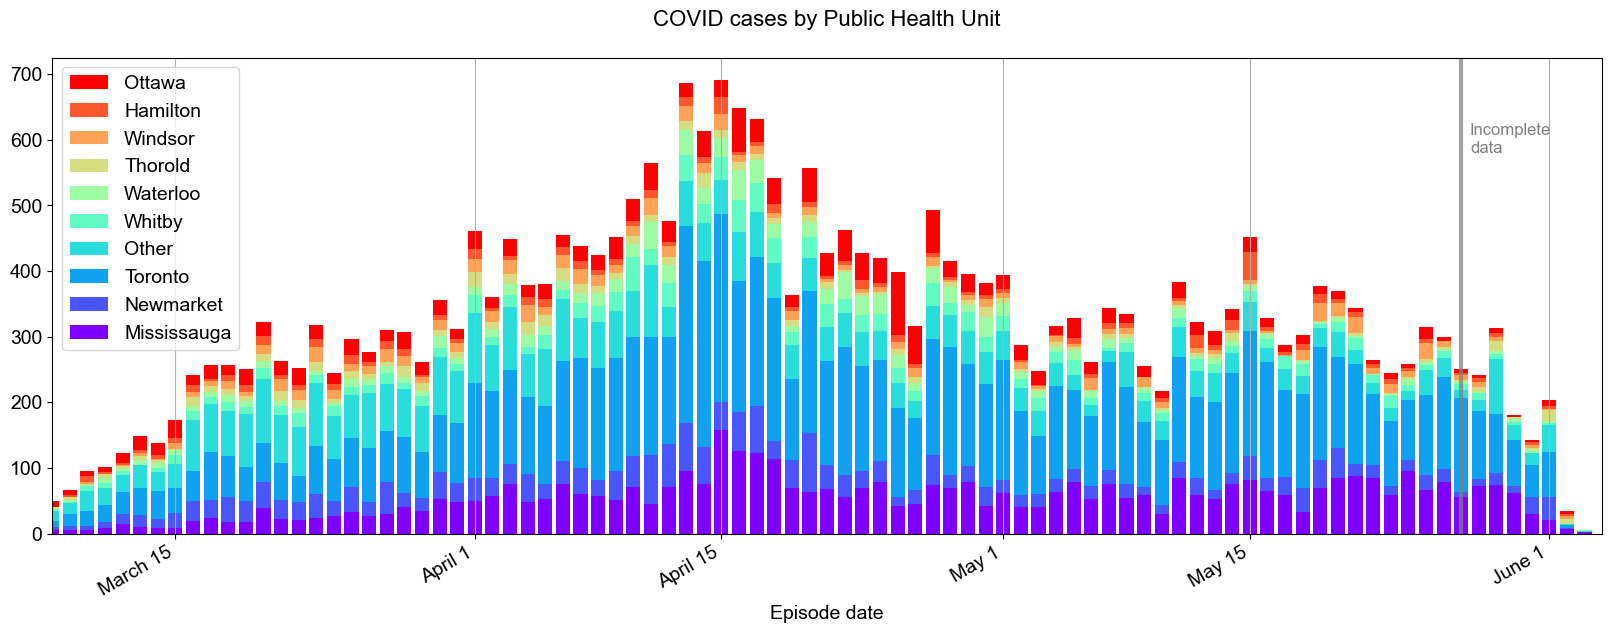 COVID cases by Public Health Unit
700
600
500
400
300
200
100
0
Ottawa
Hamilton
Windsor
Thorold
Waterloo
Whitby
Other
Toronto
Newmarket
Mississauga
Incomplete
data
March 15
April 1
April 15
May 1
May 15
June 1
Episode date